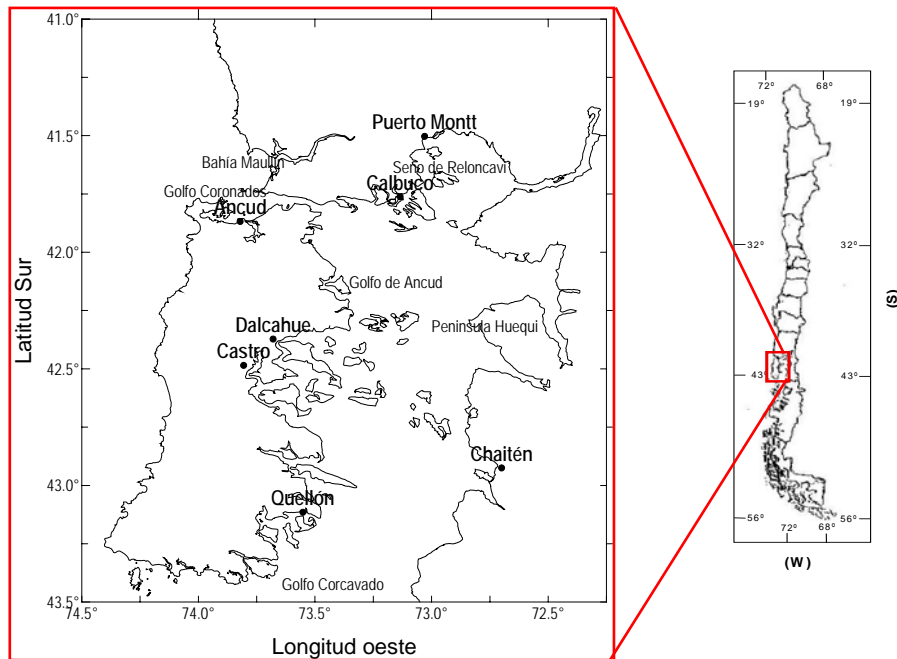 41.0°
41.5°
42.0°
42.5°
43.0°
43.5°
74.5
74.0
73.5
73.0
72.5
Latitud Sur
Longitud oeste
Puerto Montt
Bahía Maullín
Seno de Reloncaví
Calbuco
Golfo Coronados
Ancud
Golfo de Ancud
Dalcahue
Peninsula Huequi
Castro
Chaitén
Quellón
Golfo Corcavado
72° 68°
19° 19°
32° 32°
(S)
43° 43°
56° 56°
72° 68°
(W)